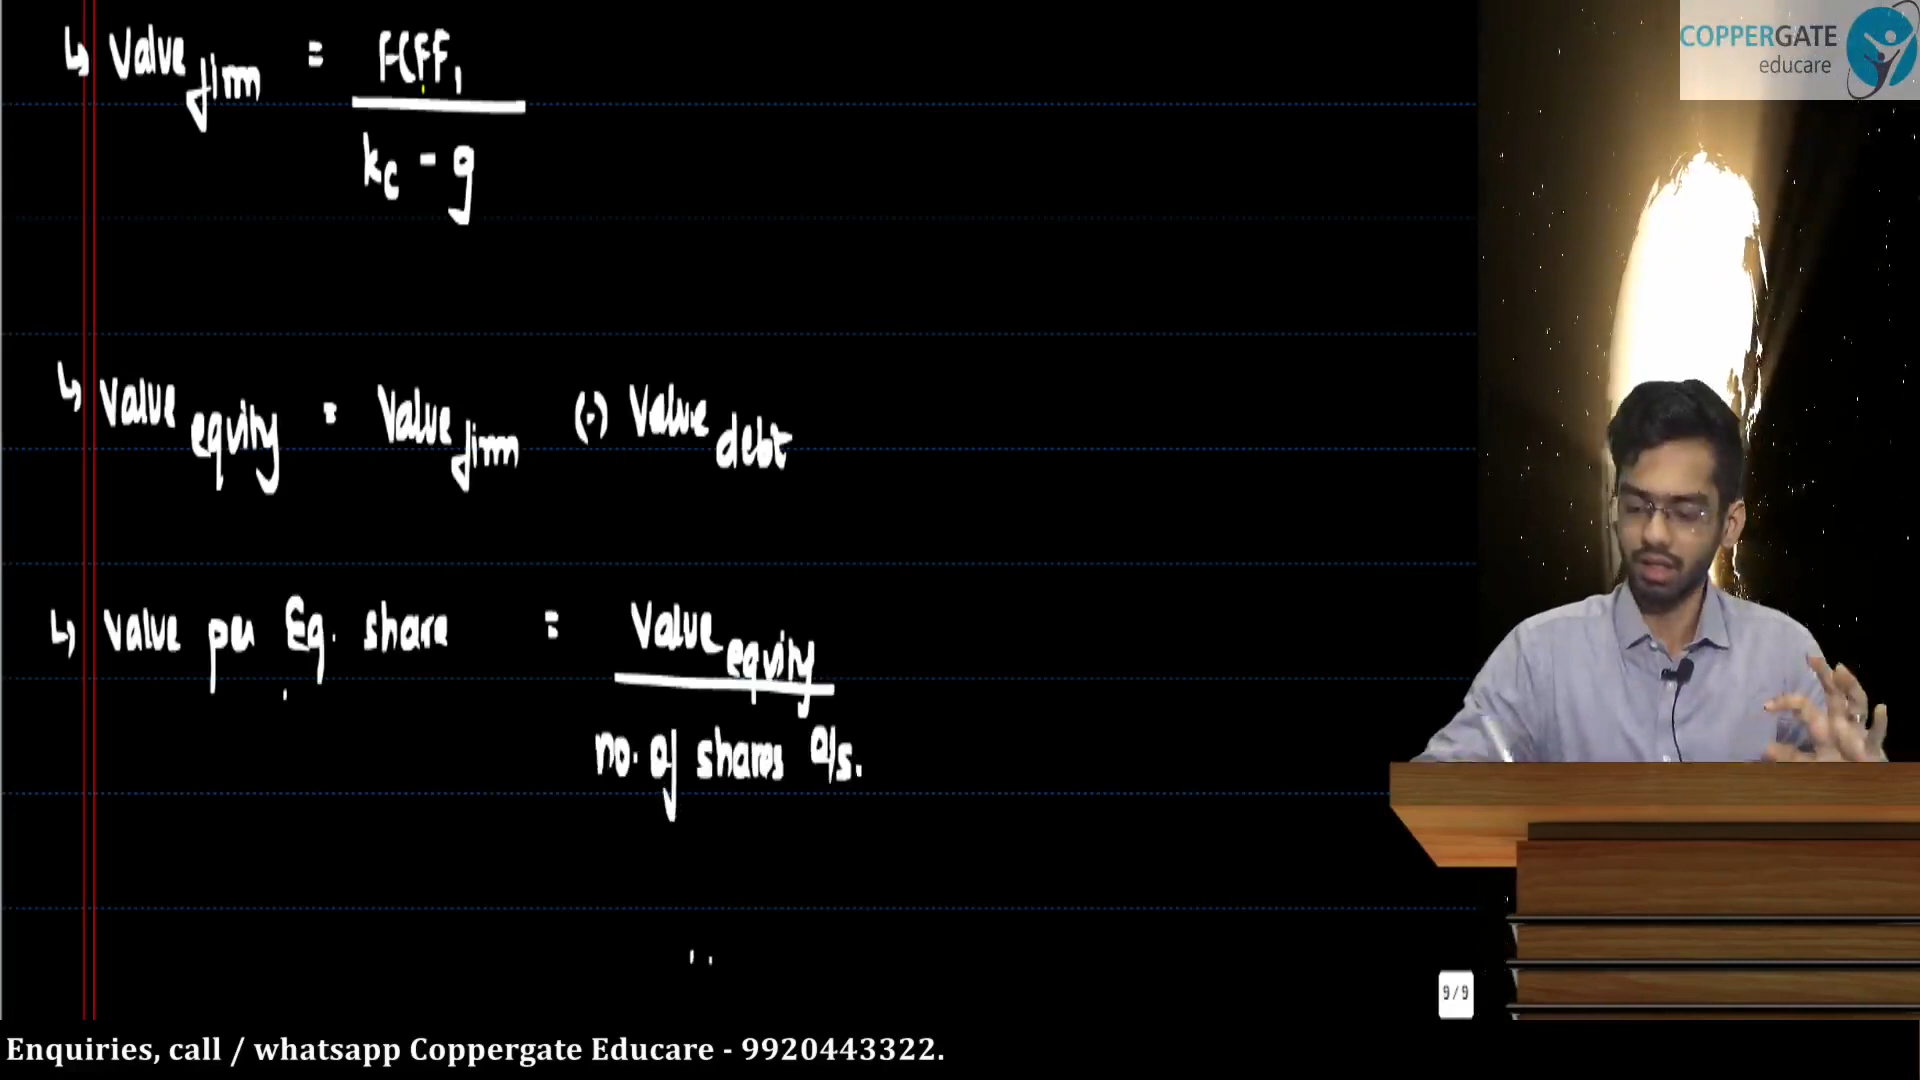 ↳ Value firm = FCFF₁
kc - g
↳ Value equity = Value firm (-) Value debt
↳ Value per Eq. share = Value equity
no. of shares o/s.
COPPERGATE
educare
9/9
Enquiries, call / whatsapp Coppergate Educare - 9920443322.